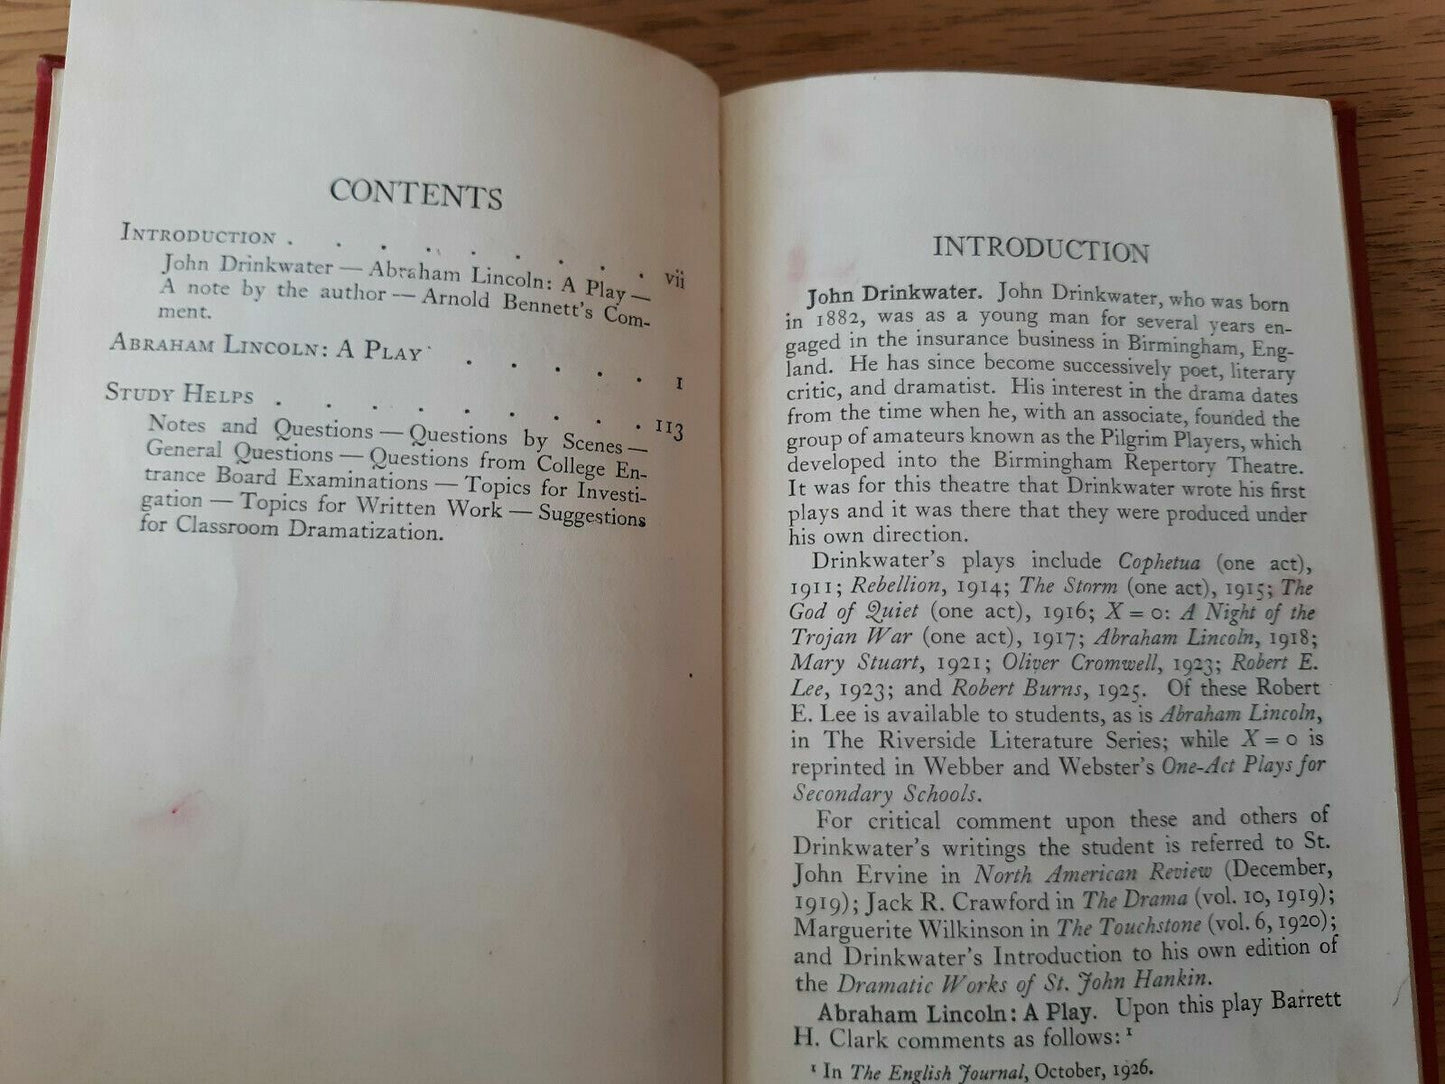 CONTENTS
INTRODUCTION . . . . . . . . . vii
John Drinkwater — Abraham Lincoln: A Play —
A note by the author — Arnold Bennett's Com-
ment.
ABRAHAM LINCOLN: A PLAY . . . . . 1
STUDY HELPS . . . . . . . . . 113
Notes and Questions — Questions by Scenes —
General Questions — Questions from College En-
trance Board Examinations — Topics for Investi-
gation — Topics for Written Work — Suggestions
for Classroom Dramatization.
INTRODUCTION
John Drinkwater. John Drinkwater, who was born
in 1882, was as a young man for several years en-
gaged in the insurance business in Birmingham, Eng-
land. He has since become successively poet, literary
critic, and dramatist. His interest in the drama dates
from the time when he, with an associate, founded the
group of amateurs known as the Pilgrim Players, which
developed into the Birmingham Repertory Theatre.
It was for this theatre that Drinkwater wrote his first
plays and it was there that they were produced under
his own direction.
Drinkwater's plays include Cophetua (one act),
1911; Rebellion, 1914; The Storm (one act), 1915; The
God of Quiet (one act), 1916; X = 0: A Night of the
Trojan War (one act), 1917; Abraham Lincoln, 1918;
Mary Stuart, 1921; Oliver Cromwell, 1923; Robert E.
Lee, 1923; and Robert Burns, 1925. Of these Robert
E. Lee is available to students, as is Abraham Lincoln,
in The Riverside Literature Series; while X = 0 is
reprinted in Webber and Webster's One-Act Plays for
Secondary Schools.
For critical comment upon these and others of
Drinkwater's writings the student is referred to St.
John Ervine in North American Review (December,
1919); Jack R. Crawford in The Drama (vol. 10, 1919);
Marguerite Wilkinson in The Touchstone (vol. 6, 1920);
and Drinkwater's Introduction to his own edition of
the Dramatic Works of St. John Hankin.
Abraham Lincoln: A Play. Upon this play Barrett
H. Clark comments as follows: ¹
¹ In The English Journal, October, 1926.